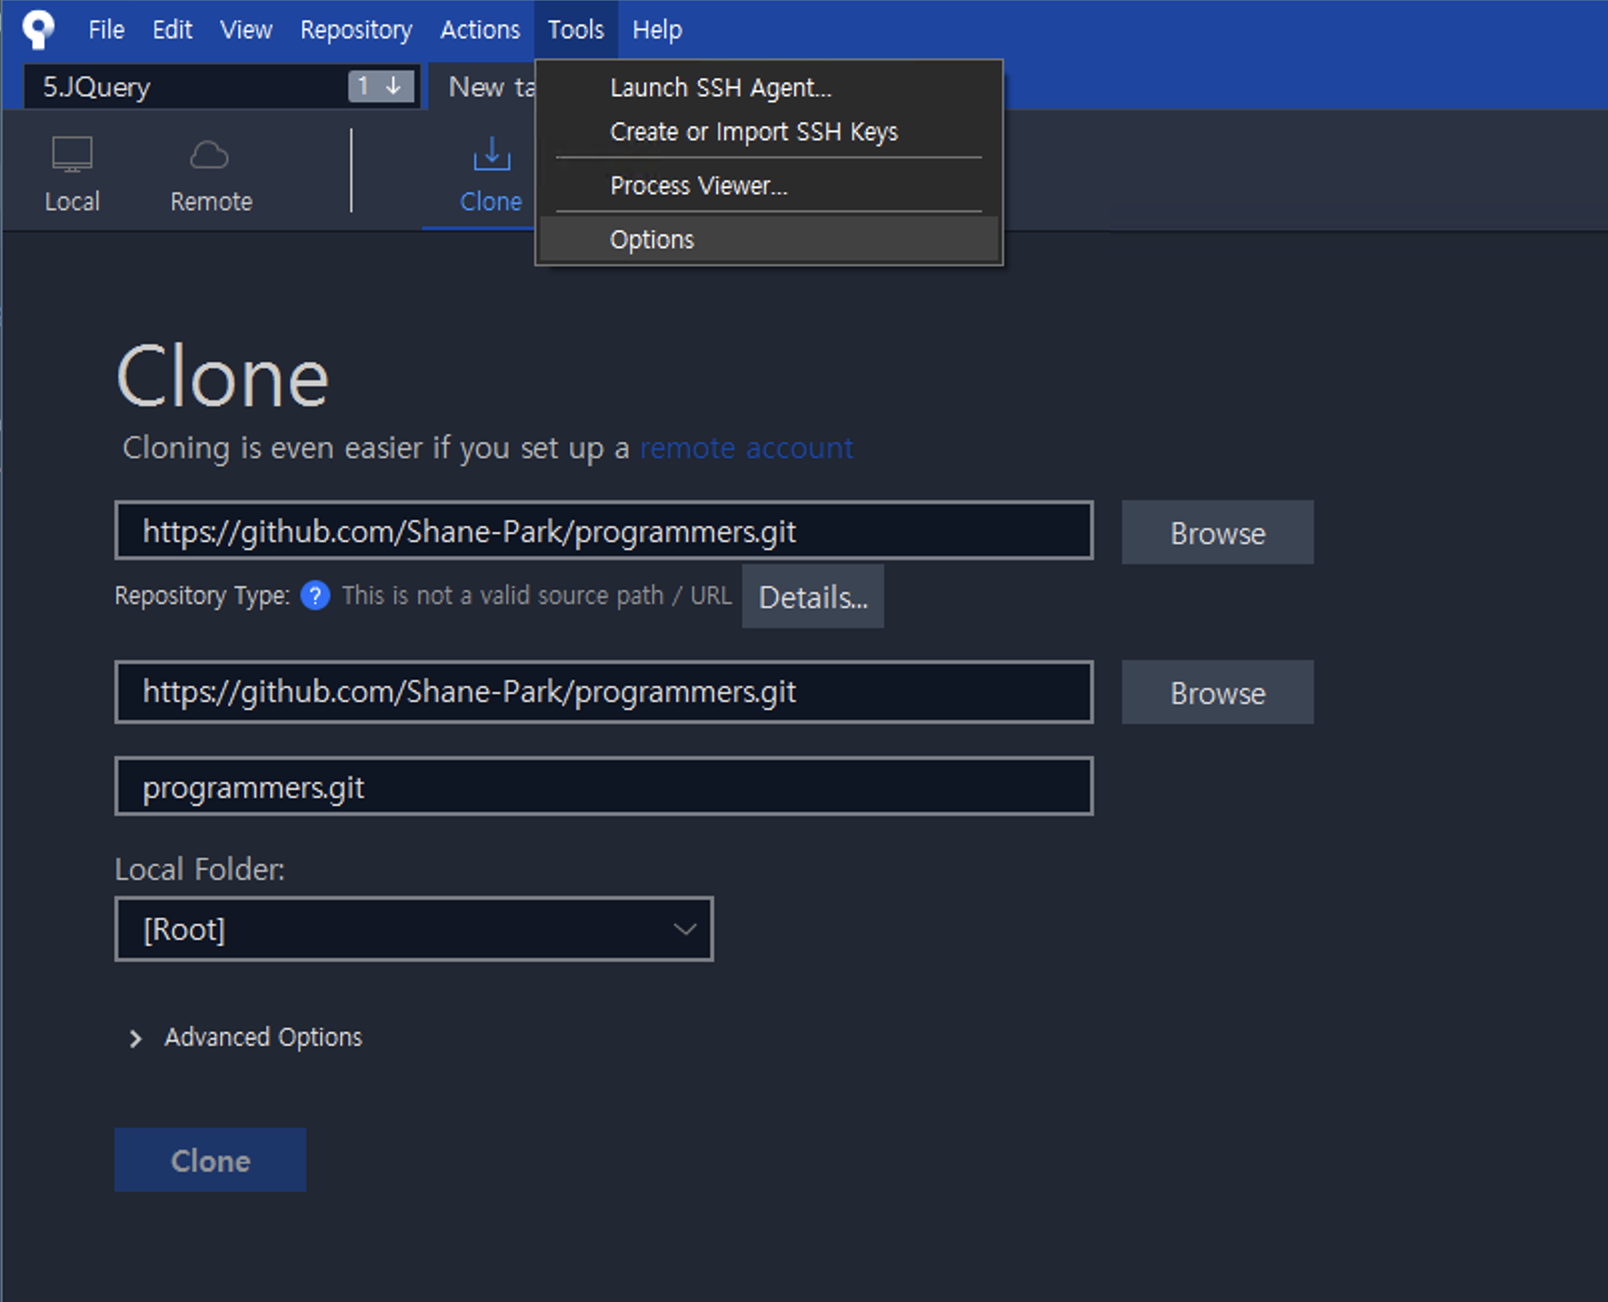 File Edit View Repository Actions Tools Help
5.JQuery 1 New ta
Launch SSH Agent...
Create or Import SSH Keys
Process Viewer...
Options
Local Remote Clone
Clone
Cloning is even easier if you set up a remote account
https://github.com/Shane-Park/programmers.git Browse
Repository Type: ? This is not a valid source path / URL Details...
https://github.com/Shane-Park/programmers.git Browse
programmers.git
Local Folder:
[Root]
Advanced Options
Clone